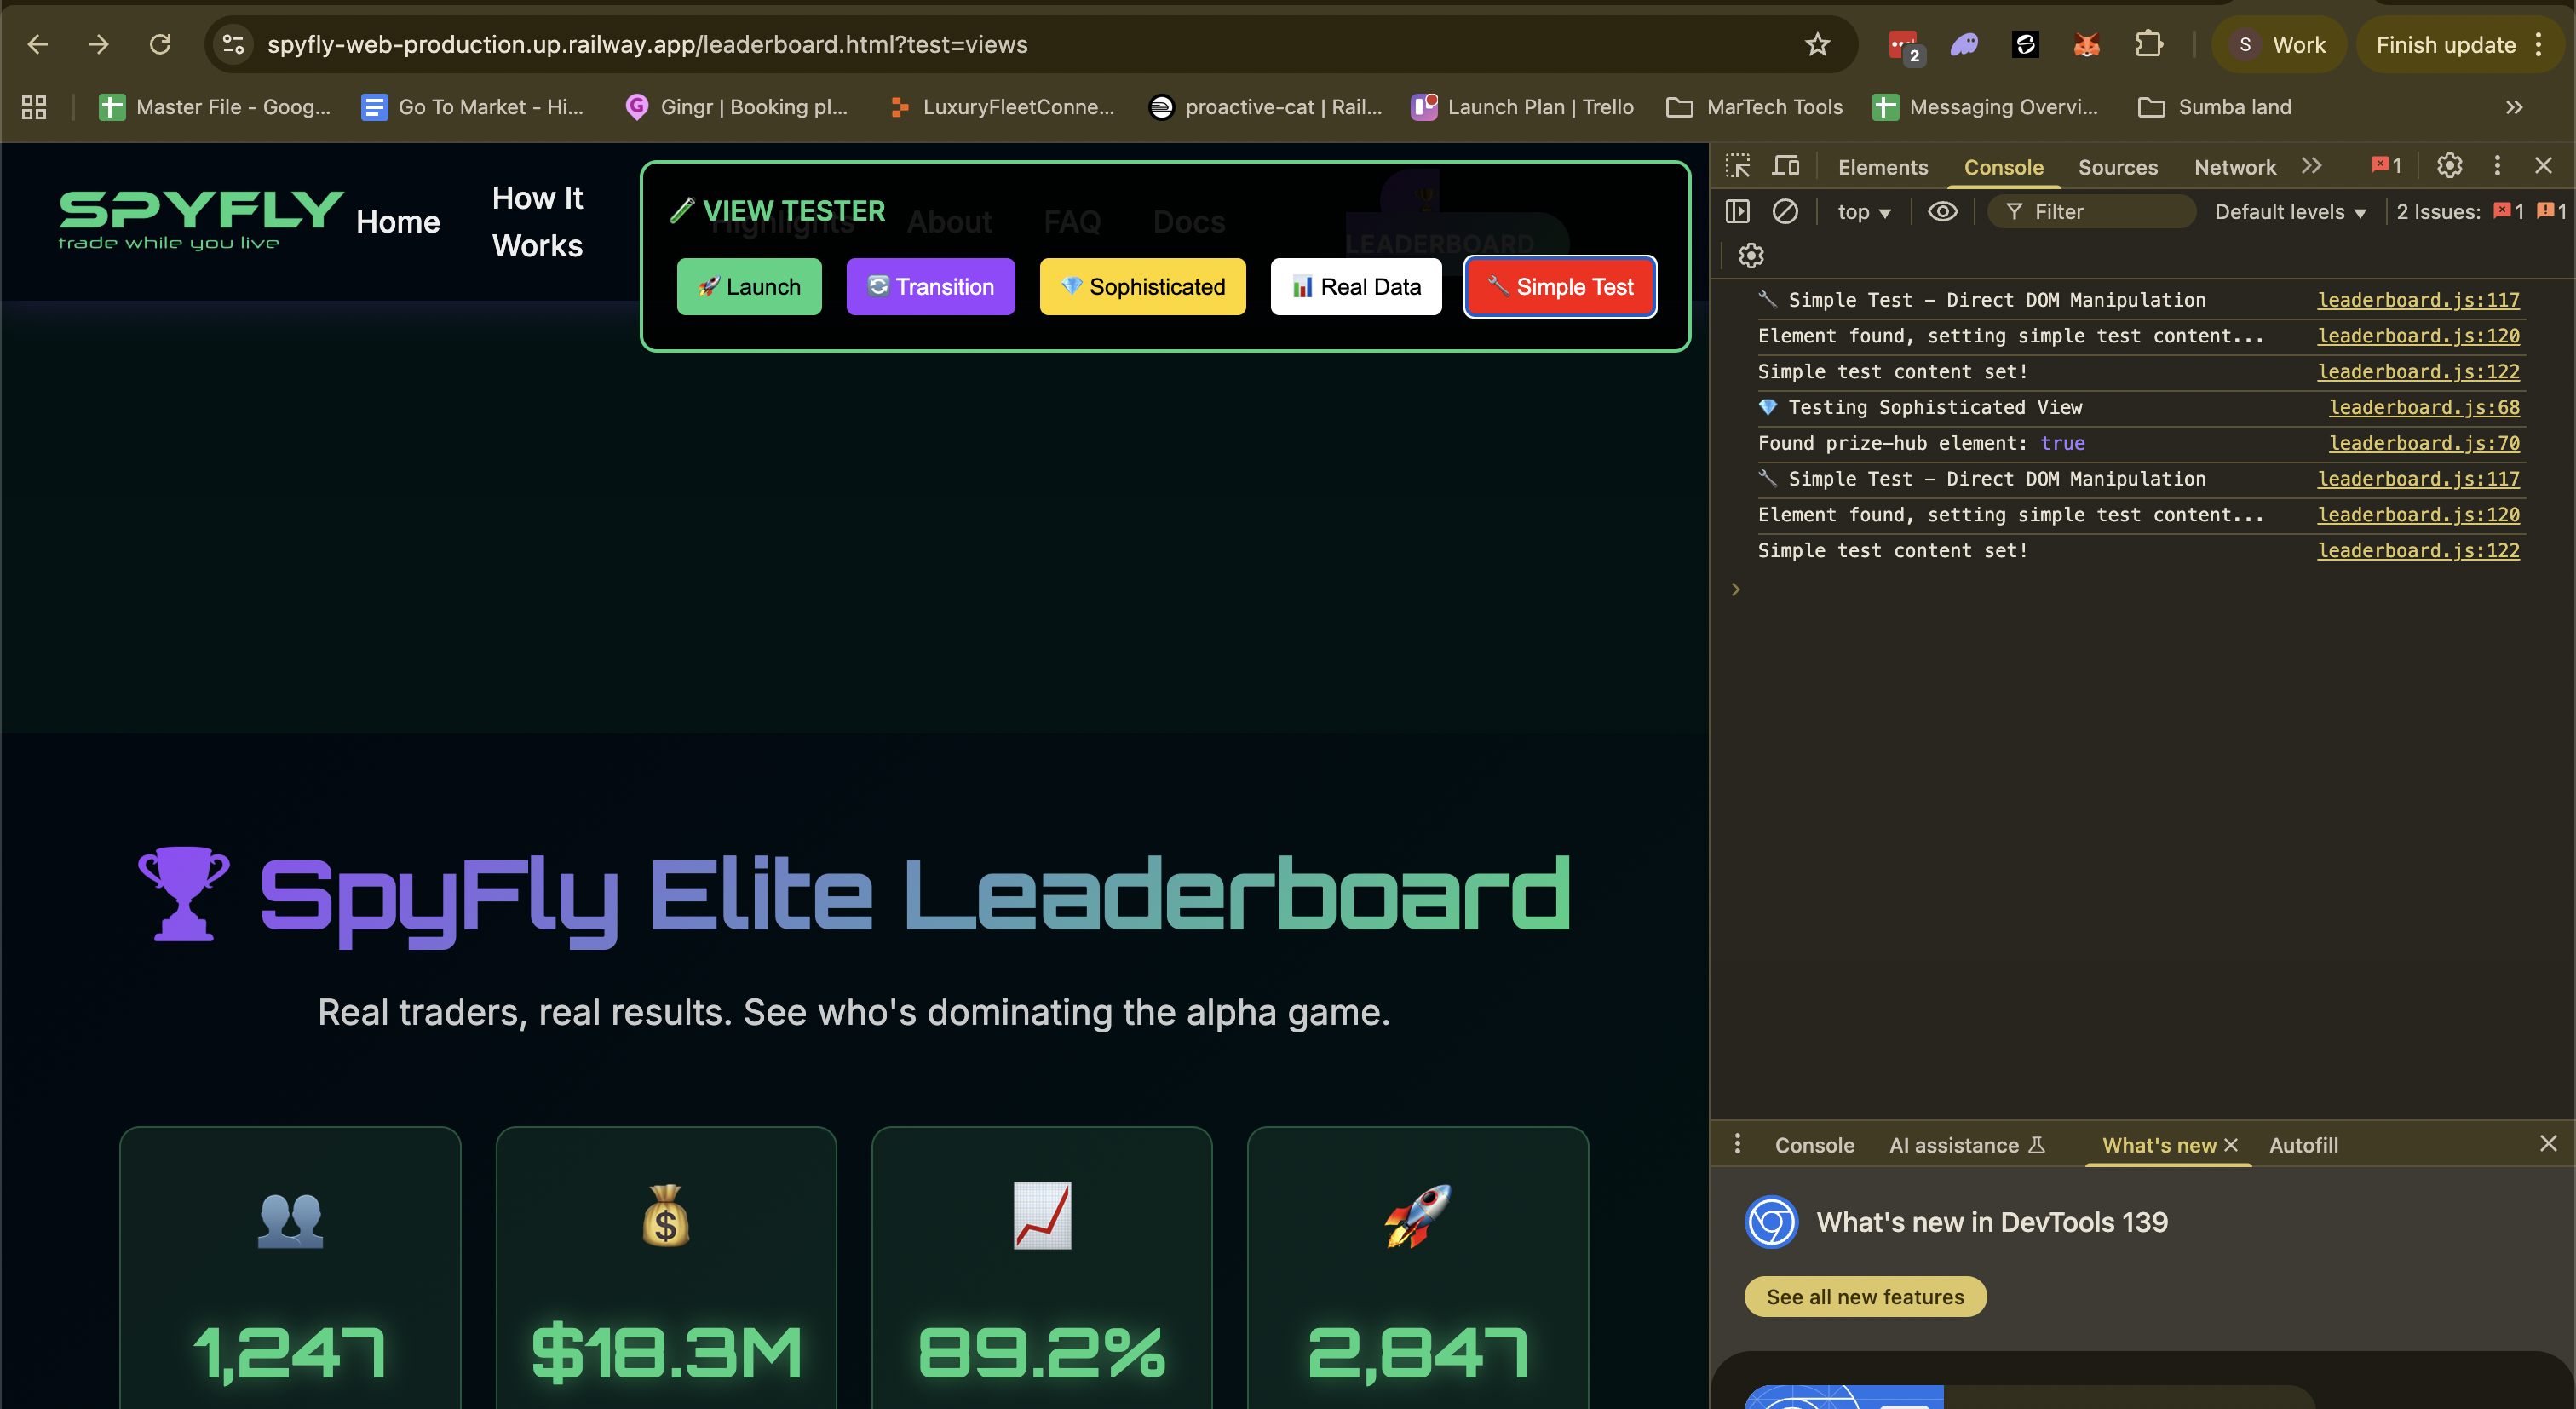 spyfly-web-production.up.railway.app/leaderboard.html?test=views
2
S
Work
Finish update
Master File - Goog...
Go To Market - Hi...
Gingr | Booking pl...
LuxuryFleetConne...
proactive-cat | Rail...
Launch Plan | Trello
MarTech Tools
Messaging Overvi...
Sumba land
SPYFLY
trade while you live
Home
How It
Works
🧪 VIEW TESTER
Highlights
About
FAQ
Docs
LEADERBOARD
🚀 Launch
🔄 Transition
💎 Sophisticated
📊 Real Data
🔧 Simple Test
🏆 SpyFly Elite Leaderboard
Real traders, real results. See who's dominating the alpha game.
1,247
$18.3M
89.2%
2,847
Elements
Console
Sources
Network
1
top
Filter
Default levels
2 Issues:
1
1
🔧 Simple Test – Direct DOM Manipulation leaderboard.js:117
Element found, setting simple test content... leaderboard.js:120
Simple test content set! leaderboard.js:122
💎 Testing Sophisticated View leaderboard.js:68
Found prize-hub element: true leaderboard.js:70
🔧 Simple Test – Direct DOM Manipulation leaderboard.js:117
Element found, setting simple test content... leaderboard.js:120
Simple test content set! leaderboard.js:122
Console
AI assistance
What's new
Autofill
What's new in DevTools 139
See all new features